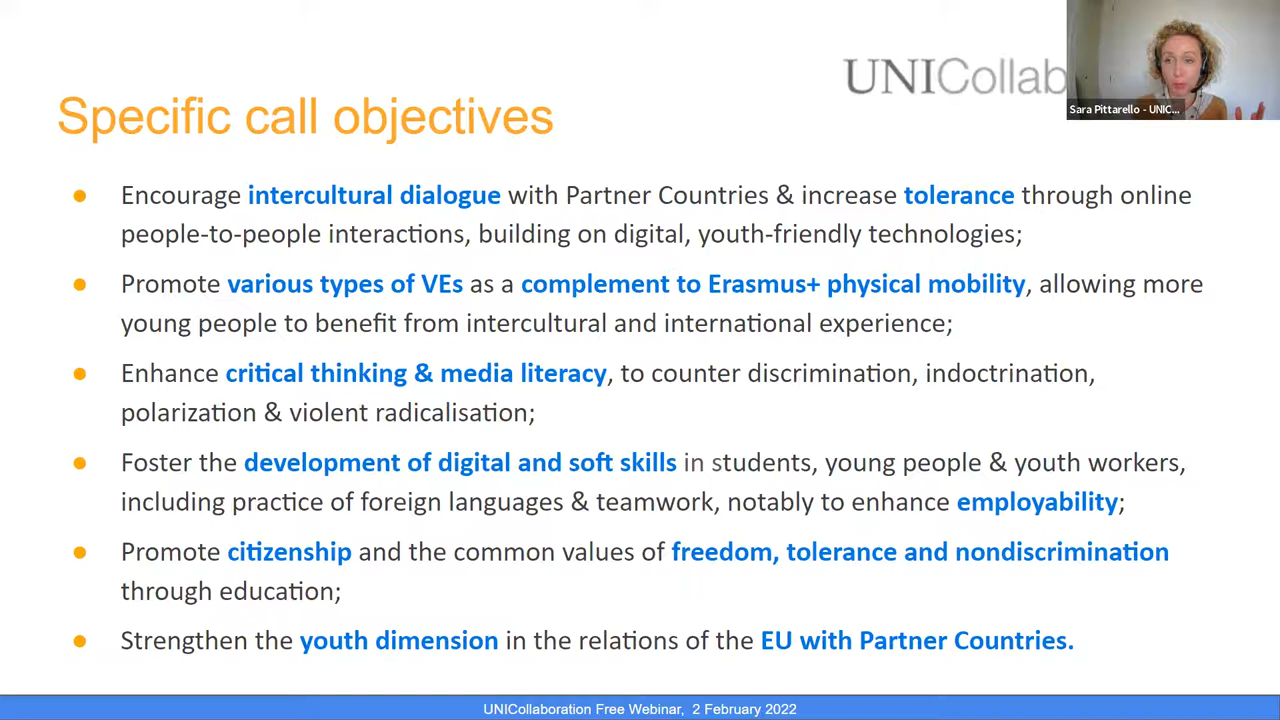 UNICollab
Sara Pittarello - UNIC...
Specific call objectives
● Encourage intercultural dialogue with Partner Countries & increase tolerance through online
people-to-people interactions, building on digital, youth-friendly technologies;
● Promote various types of VEs as a complement to Erasmus+ physical mobility, allowing more
young people to benefit from intercultural and international experience;
● Enhance critical thinking & media literacy, to counter discrimination, indoctrination,
polarization & violent radicalisation;
● Foster the development of digital and soft skills in students, young people & youth workers,
including practice of foreign languages & teamwork, notably to enhance employability;
● Promote citizenship and the common values of freedom, tolerance and nondiscrimination
through education;
● Strengthen the youth dimension in the relations of the EU with Partner Countries.
UNICollaboration Free Webinar, 2 February 2022